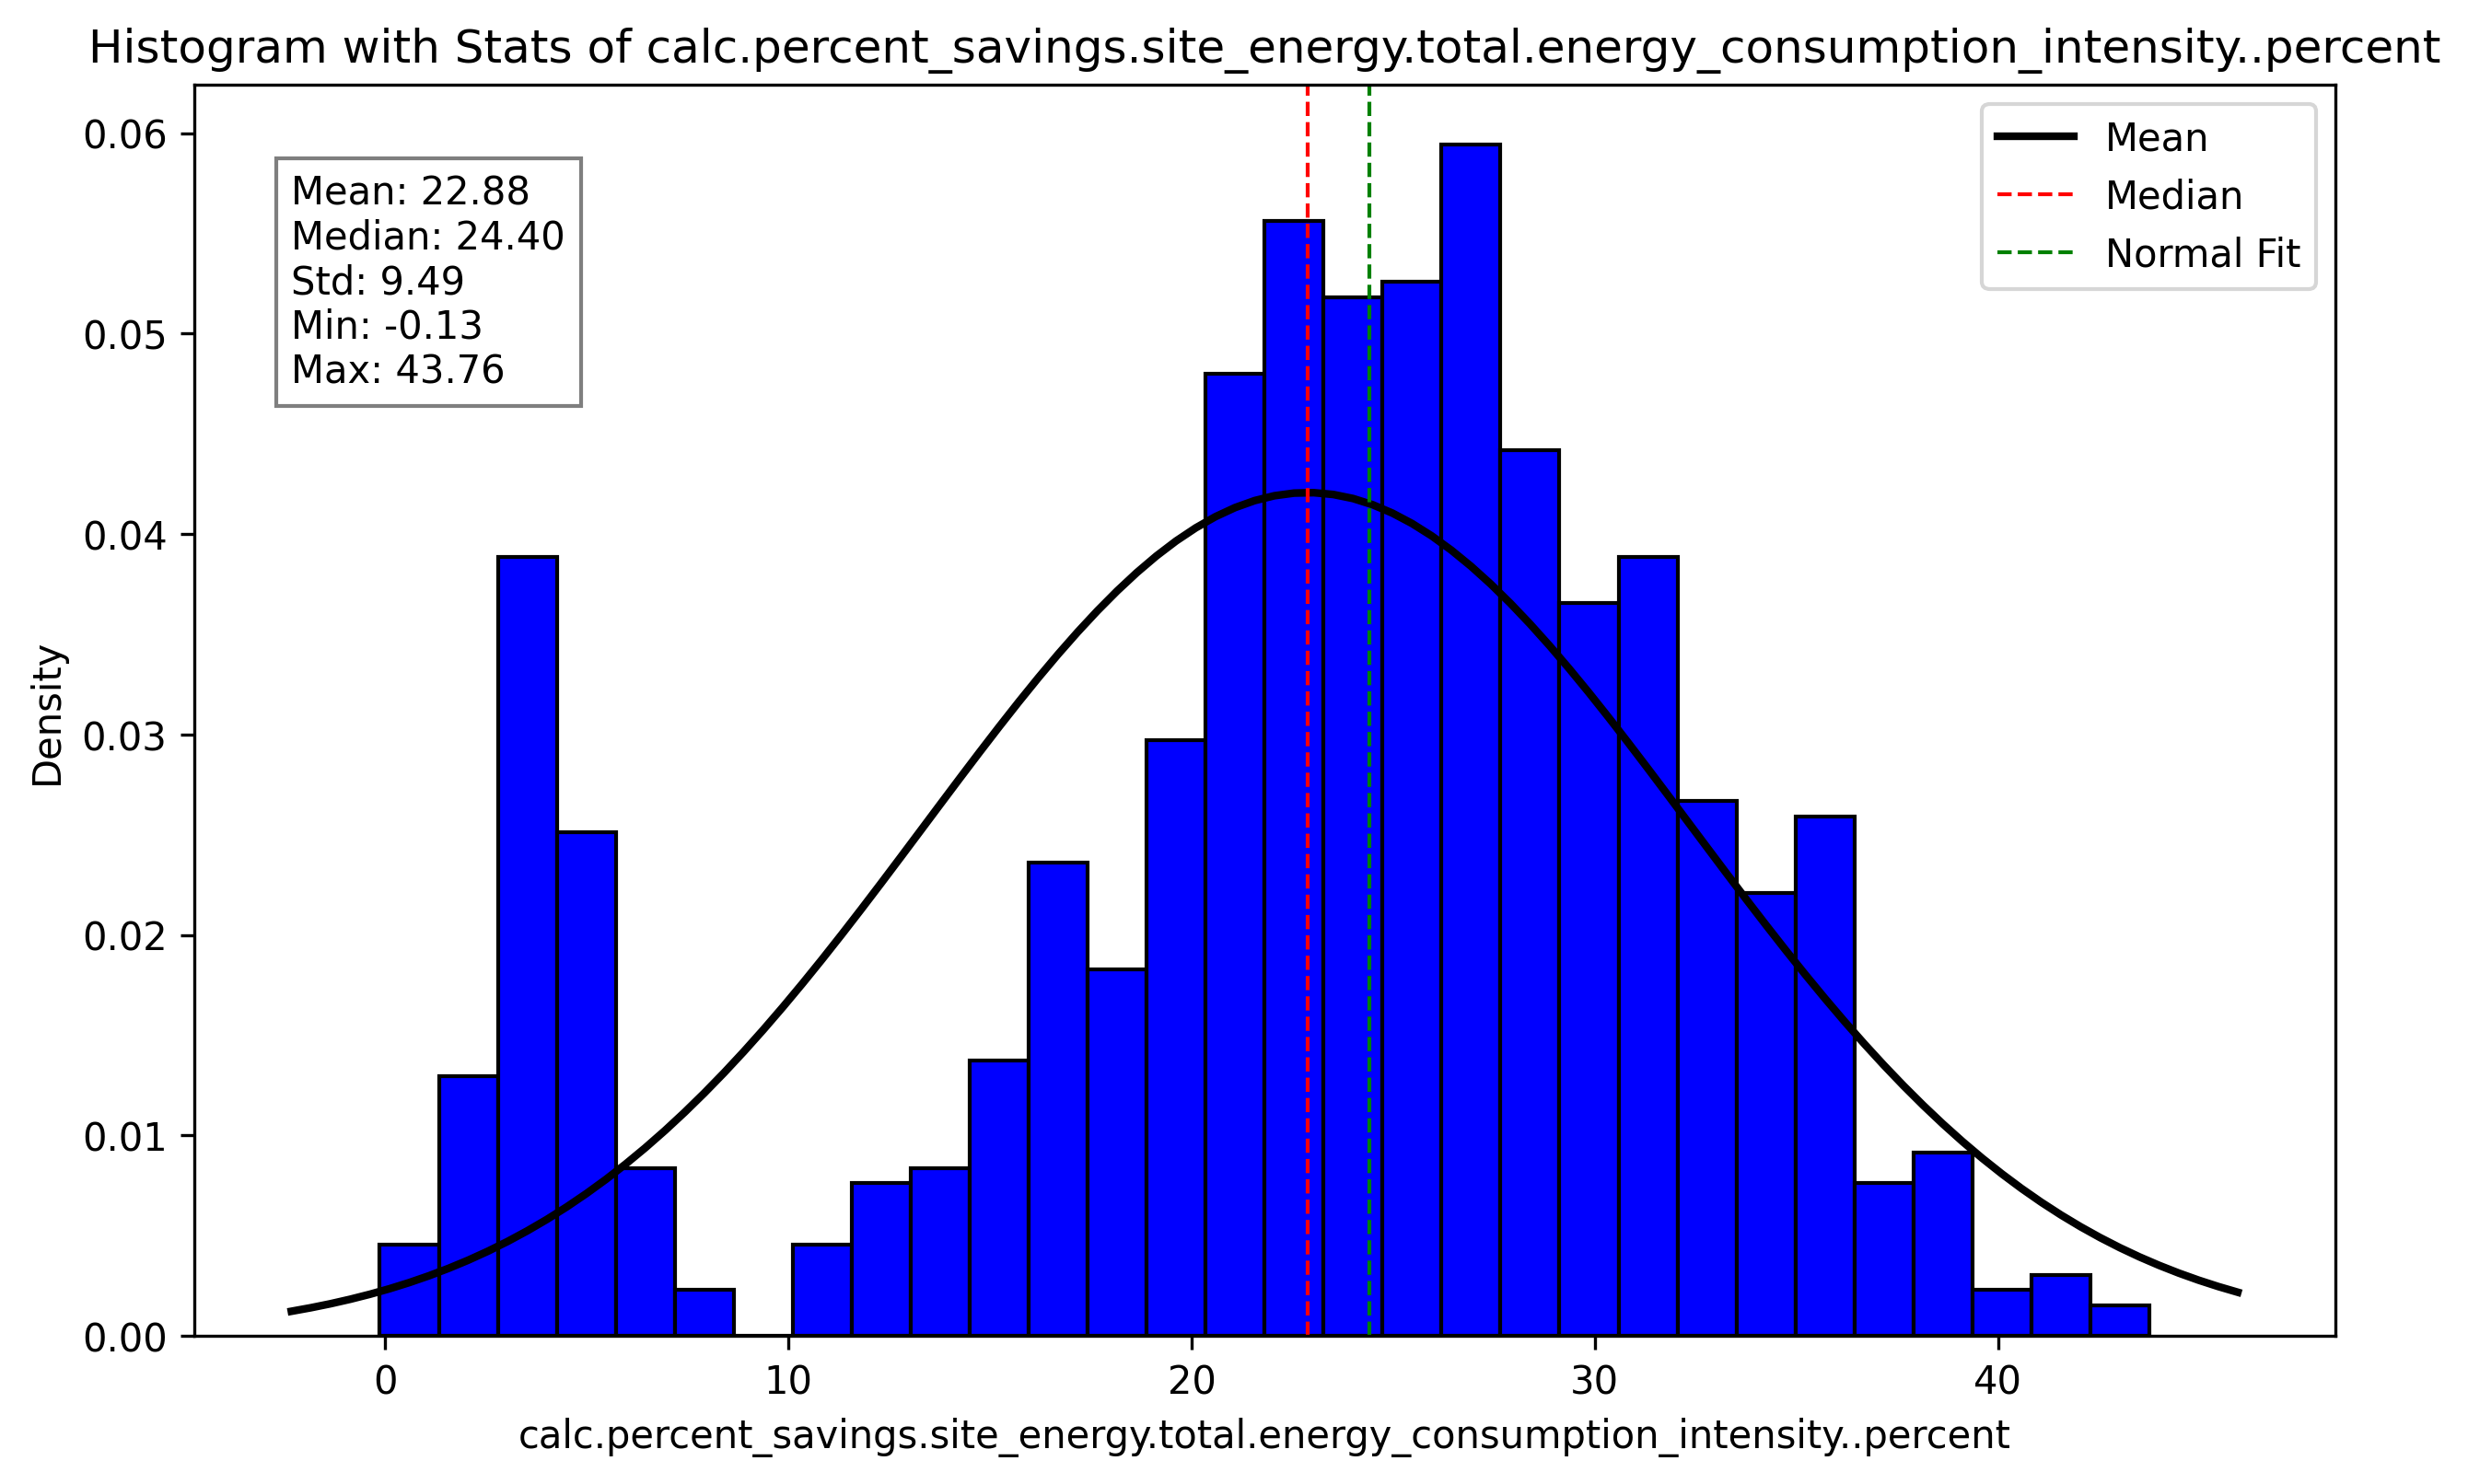 Histogram with Stats of calc.percent_savings.site_energy.total.energy_consumption_intensity..percent
0.06
0.05
0.04
0.03
0.02
0.01
0.00
Density
Mean: 22.88
Median: 24.40
Std: 9.49
Min: -0.13
Max: 43.76
Mean
Median
Normal Fit
0 10 20 30 40
calc.percent_savings.site_energy.total.energy_consumption_intensity..percent